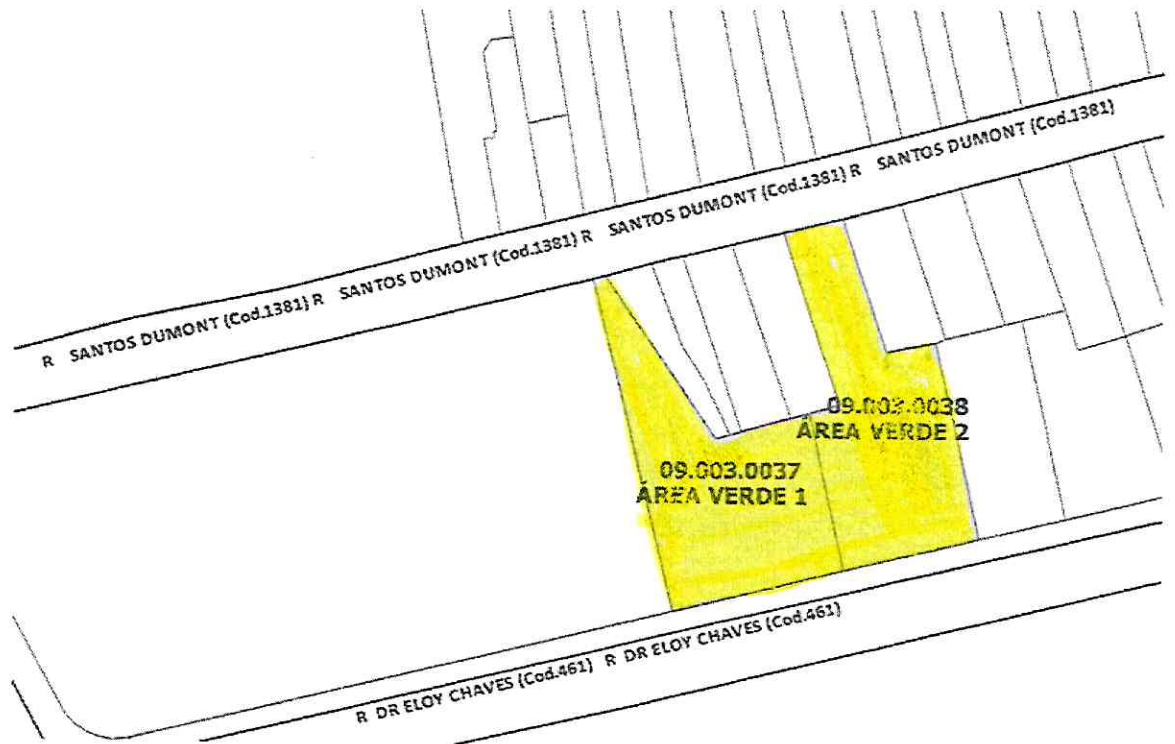 R SANTOS DUMONT (Cod.1381) R SANTOS DUMONT (Cod.1381) R SANTOS DUMONT (Cod.1381) R SANTOS DUMONT (Cod.1381)
09.003.0038
ÁREA VERDE 2
09.003.0037
ÁREA VERDE 1
R DR ELOY CHAVES (Cod.461) R DR ELOY CHAVES (Cod.461)